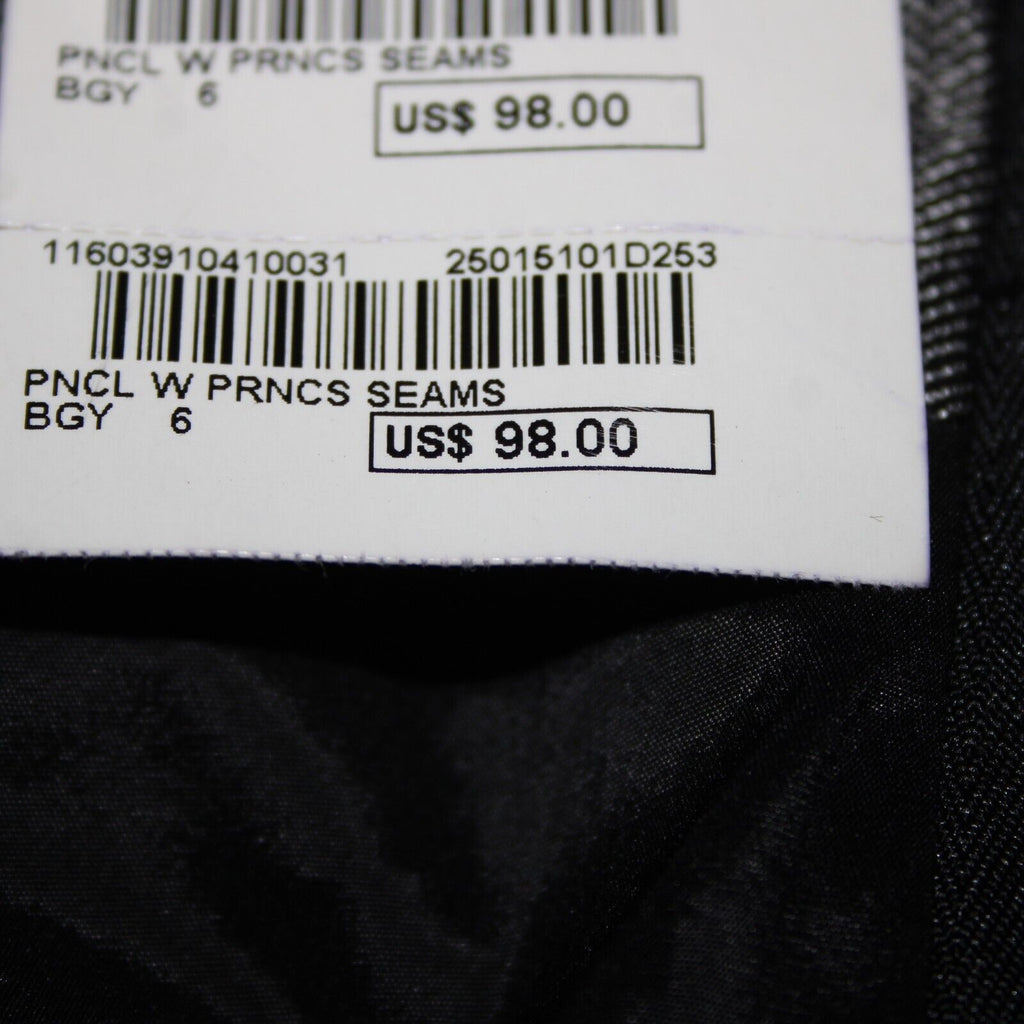 PNCL W PRNCS SEAMS
BGY 6
US$ 98.00
11603910410031 25015101D253
PNCL W PRNCS SEAMS
BGY 6
US$ 98.00